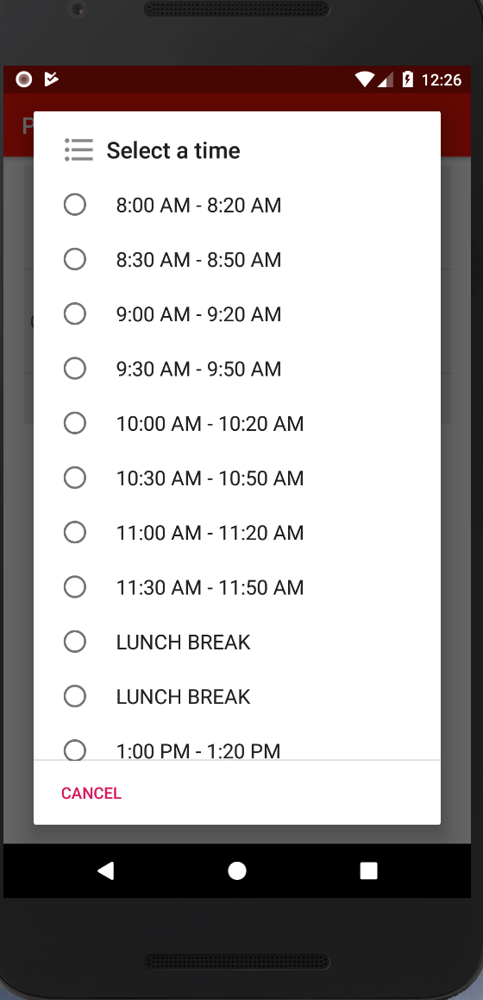 12:26
P
Select a time
8:00 AM - 8:20 AM
8:30 AM - 8:50 AM
9:00 AM - 9:20 AM
9:30 AM - 9:50 AM
10:00 AM - 10:20 AM
10:30 AM - 10:50 AM
11:00 AM - 11:20 AM
11:30 AM - 11:50 AM
LUNCH BREAK
LUNCH BREAK
1:00 PM - 1:20 PM
CANCEL